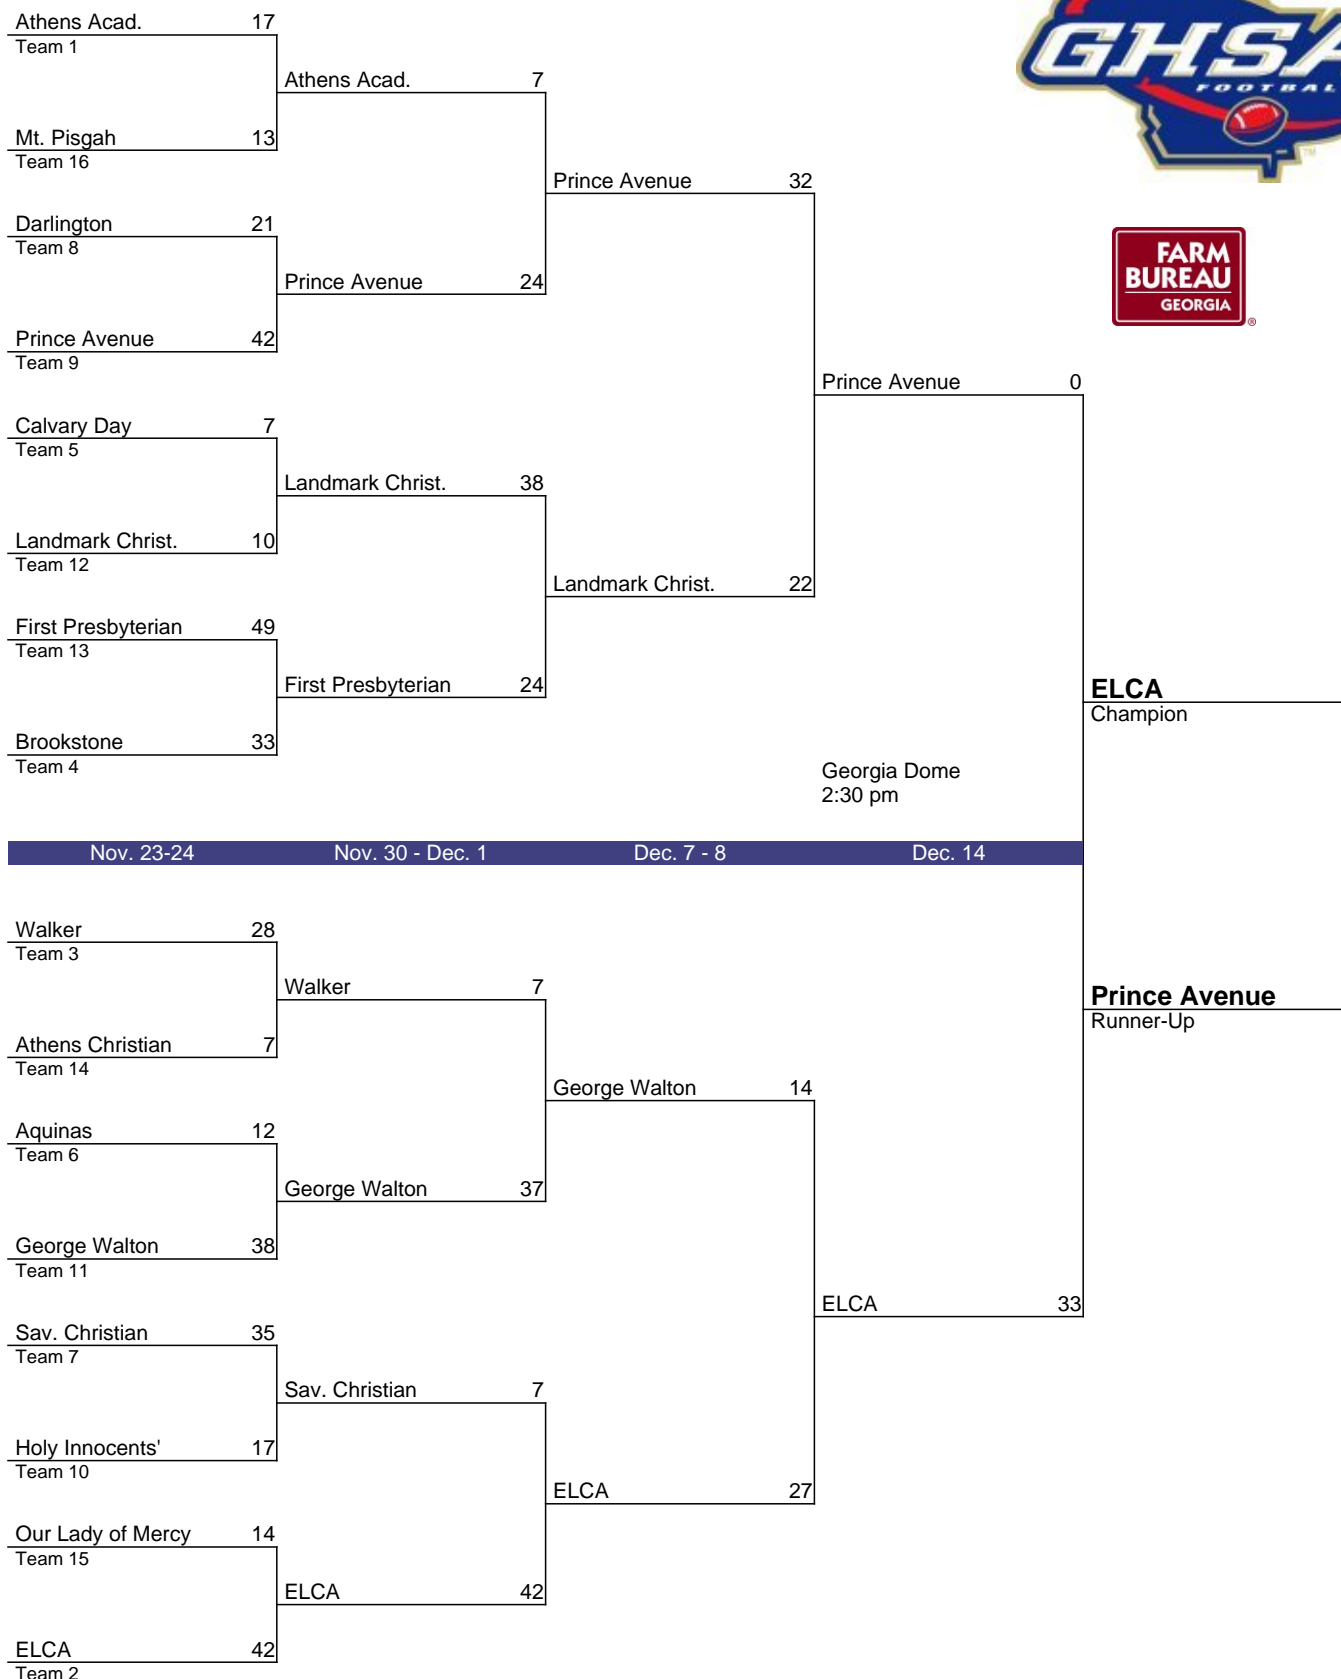 Athens Acad. 17
Team 1
Athens Acad. 7
Mt. Pisgah 13
Team 16
Prince Avenue 32
Darlington 21
Team 8
Prince Avenue 24
Prince Avenue 42
Team 9
Prince Avenue 0
Calvary Day 7
Team 5
Landmark Christ. 38
Landmark Christ. 10
Team 12
Landmark Christ. 22
First Presbyterian 49
Team 13
First Presbyterian 24
ELCA
Champion
Brookstone 33
Team 4
Georgia Dome
2:30 pm
Nov. 23-24 Nov. 30 - Dec. 1 Dec. 7 - 8 Dec. 14
Walker 28
Team 3
Walker 7
Prince Avenue
Runner-Up
Athens Christian 7
Team 14
George Walton 14
Aquinas 12
Team 6
George Walton 37
George Walton 38
Team 11
ELCA 33
Sav. Christian 35
Team 7
Sav. Christian 7
Holy Innocents' 17
Team 10
ELCA 27
Our Lady of Mercy 14
Team 15
ELCA 42
ELCA 42
Team 2
GHSA
FOOTBAL
TM
FARM
BUREAU
GEORGIA
®